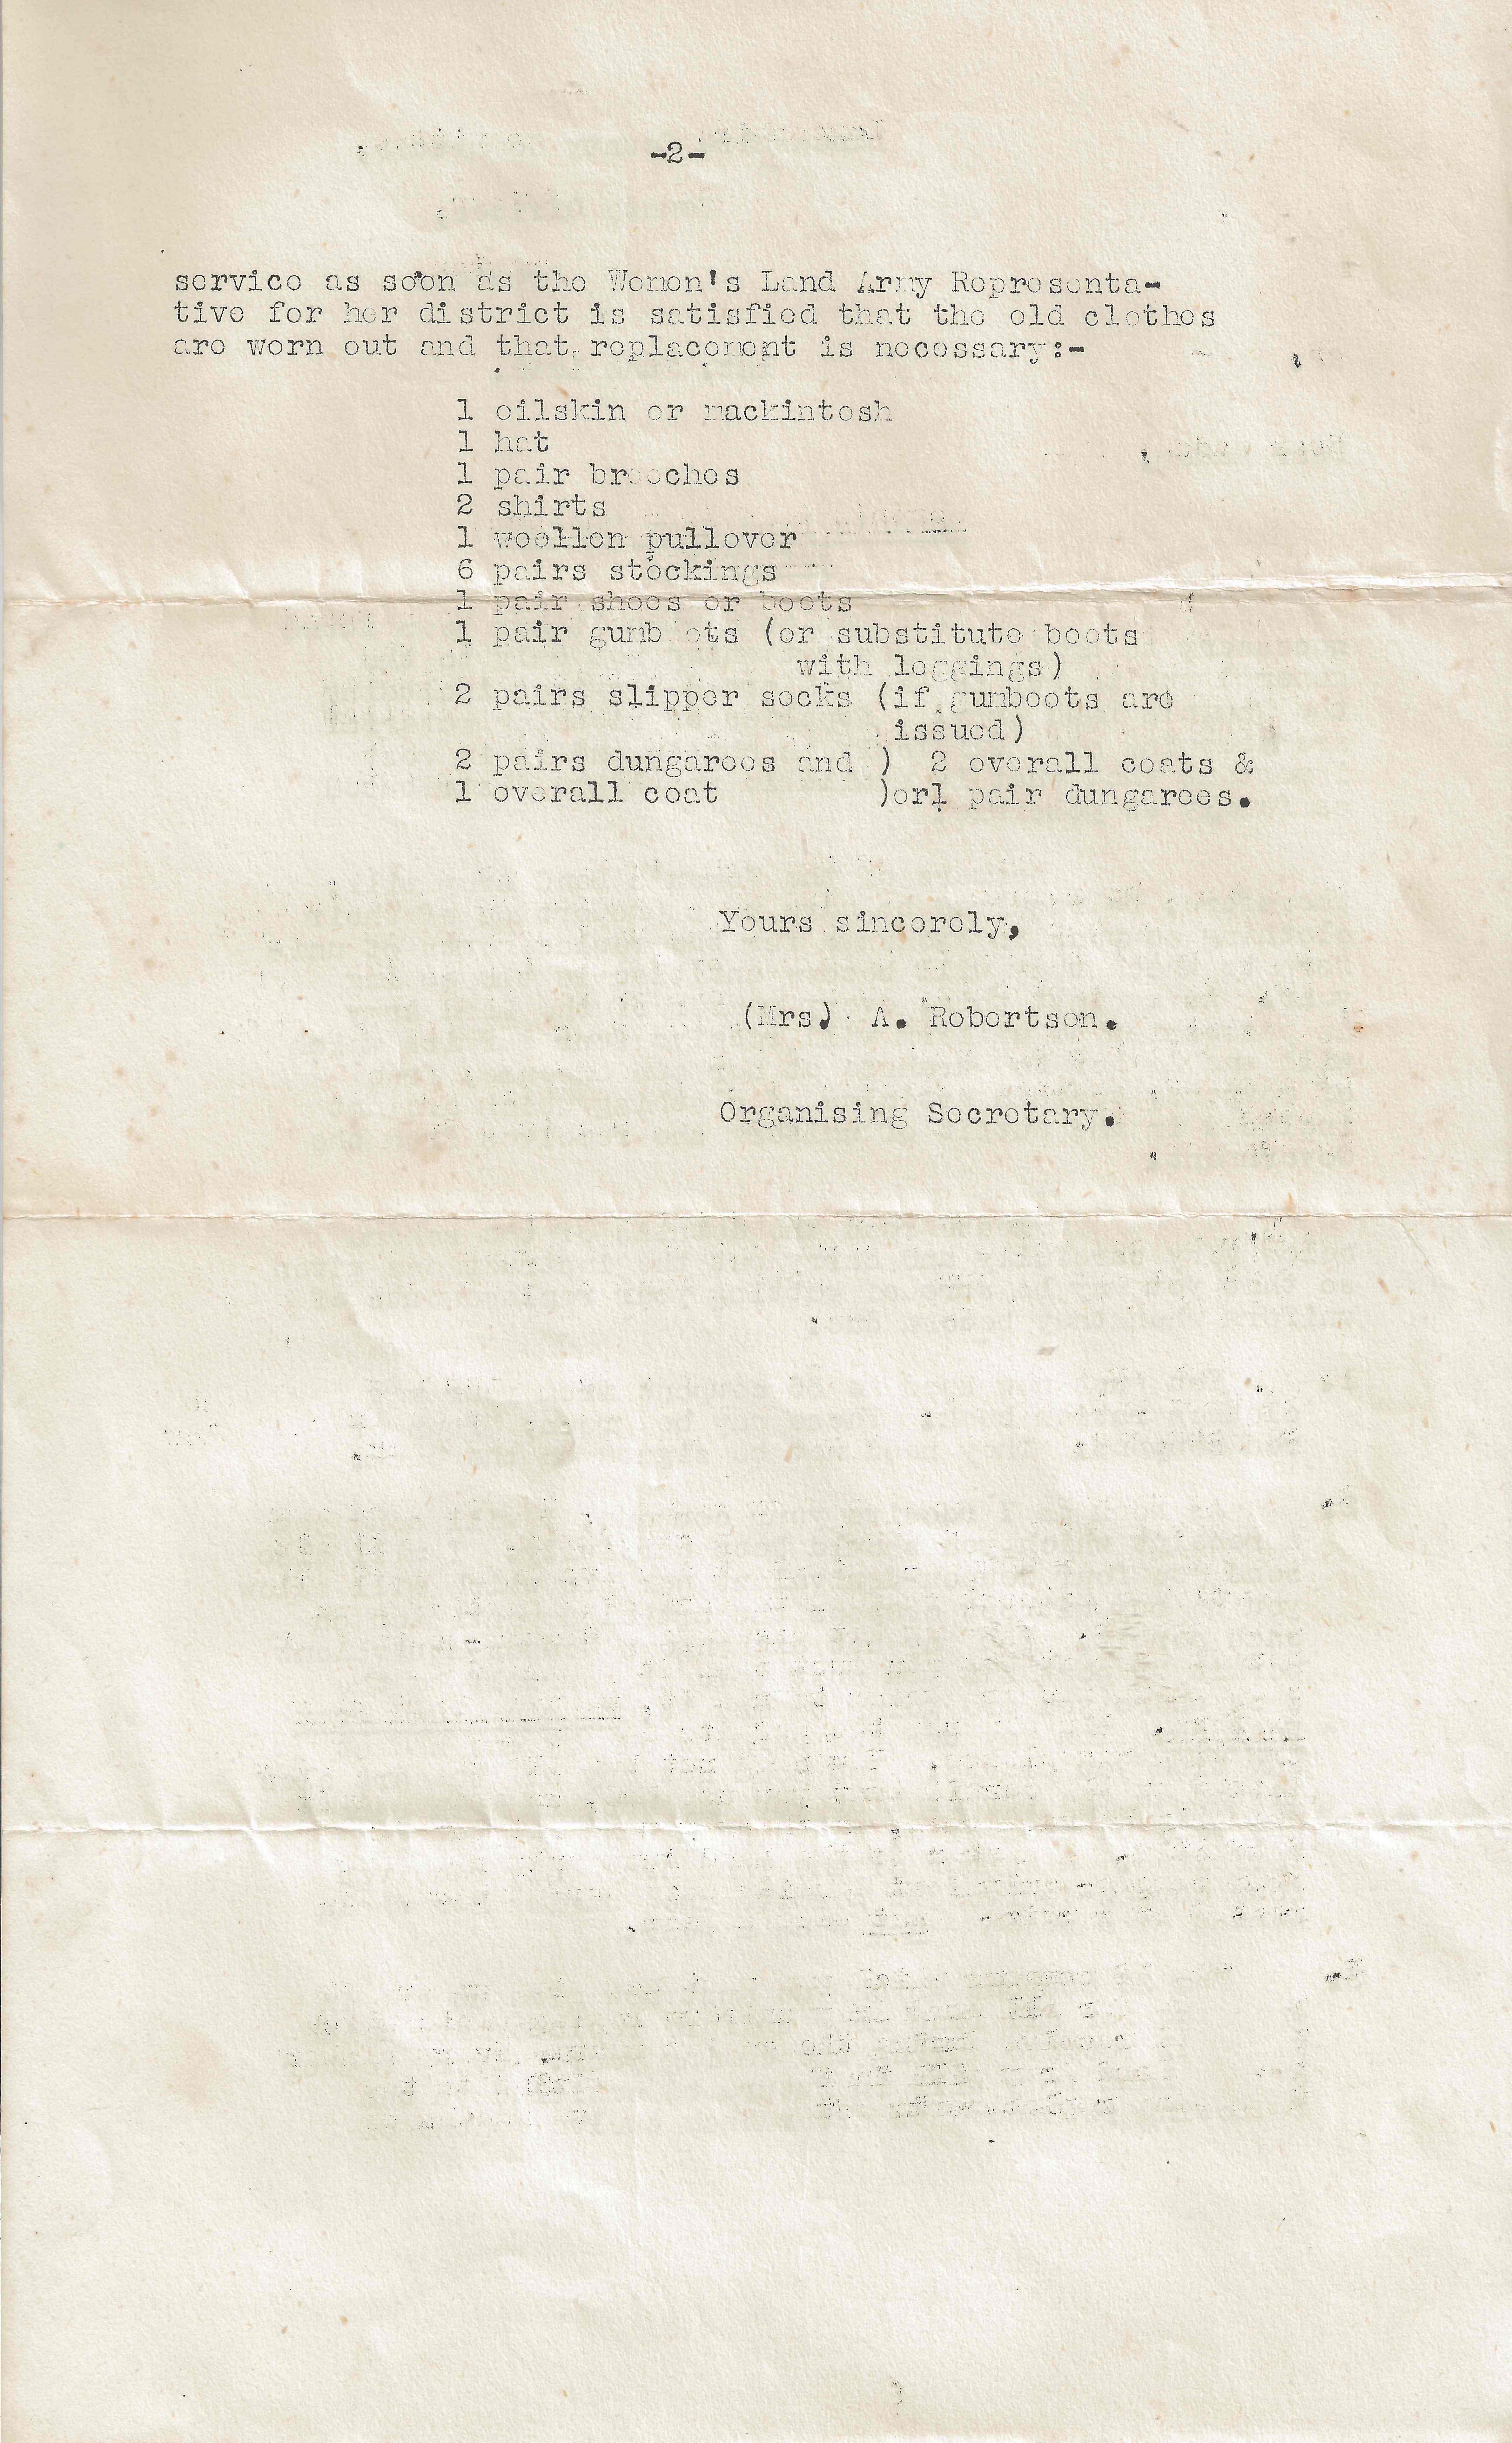 -2-
service as soon as the Women's Land Army Representa-
tive for her district is satisfied that the old clothes
are worn out and that replacement is necessary:-
1 oilskin or mackintosh
1 hat
1 pair breeches
2 shirts
1 woollen pullover
6 pairs stockings
1 pair shoes or boots
1 pair gumboots (or substitute boots
with leggings)
2 pairs slipper socks (if gumboots are
issued)
2 pairs dungarees and ) 2 overall coats &
1 overall coat )or1 pair dungarees.
Yours sincerely,
(Mrs) A. Robertson.
Organising Secretary.